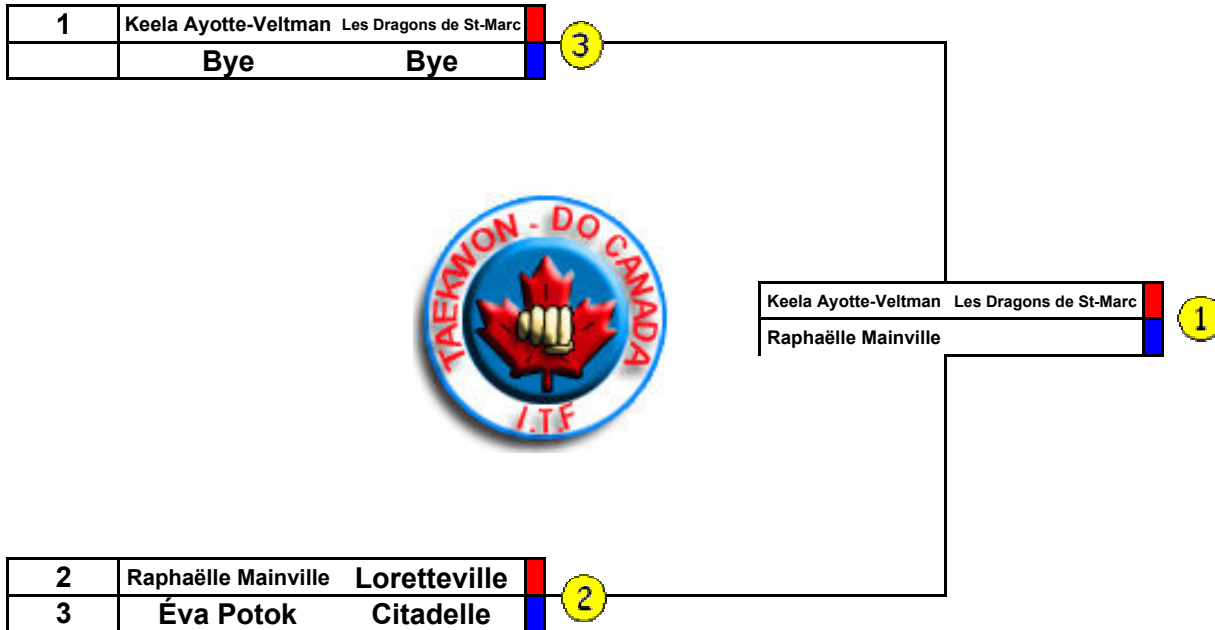 1 Keela Ayotte-Veltman Les Dragons de St-Marc
Bye Bye
3
TAEKWON - DO CANADA
I.T.F
Keela Ayotte-Veltman Les Dragons de St-Marc
Raphaëlle Mainville
1
2 Raphaëlle Mainville Loretteville
3 Éva Potok Citadelle
2